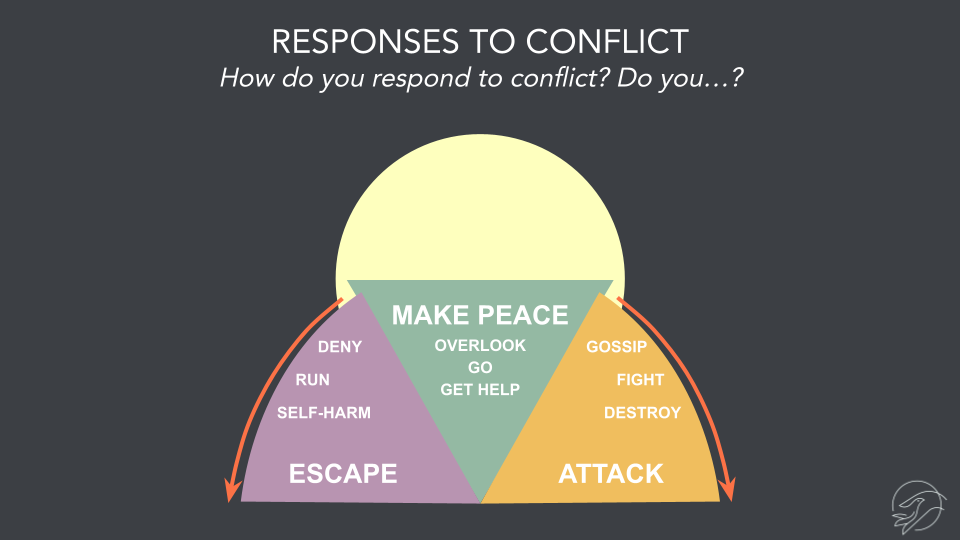 RESPONSES TO CONFLICT
How do you respond to conflict? Do you…?
MAKE PEACE
OVERLOOK
GO
GET HELP
DENY
RUN
SELF-HARM
ESCAPE
GOSSIP
FIGHT
DESTROY
ATTACK